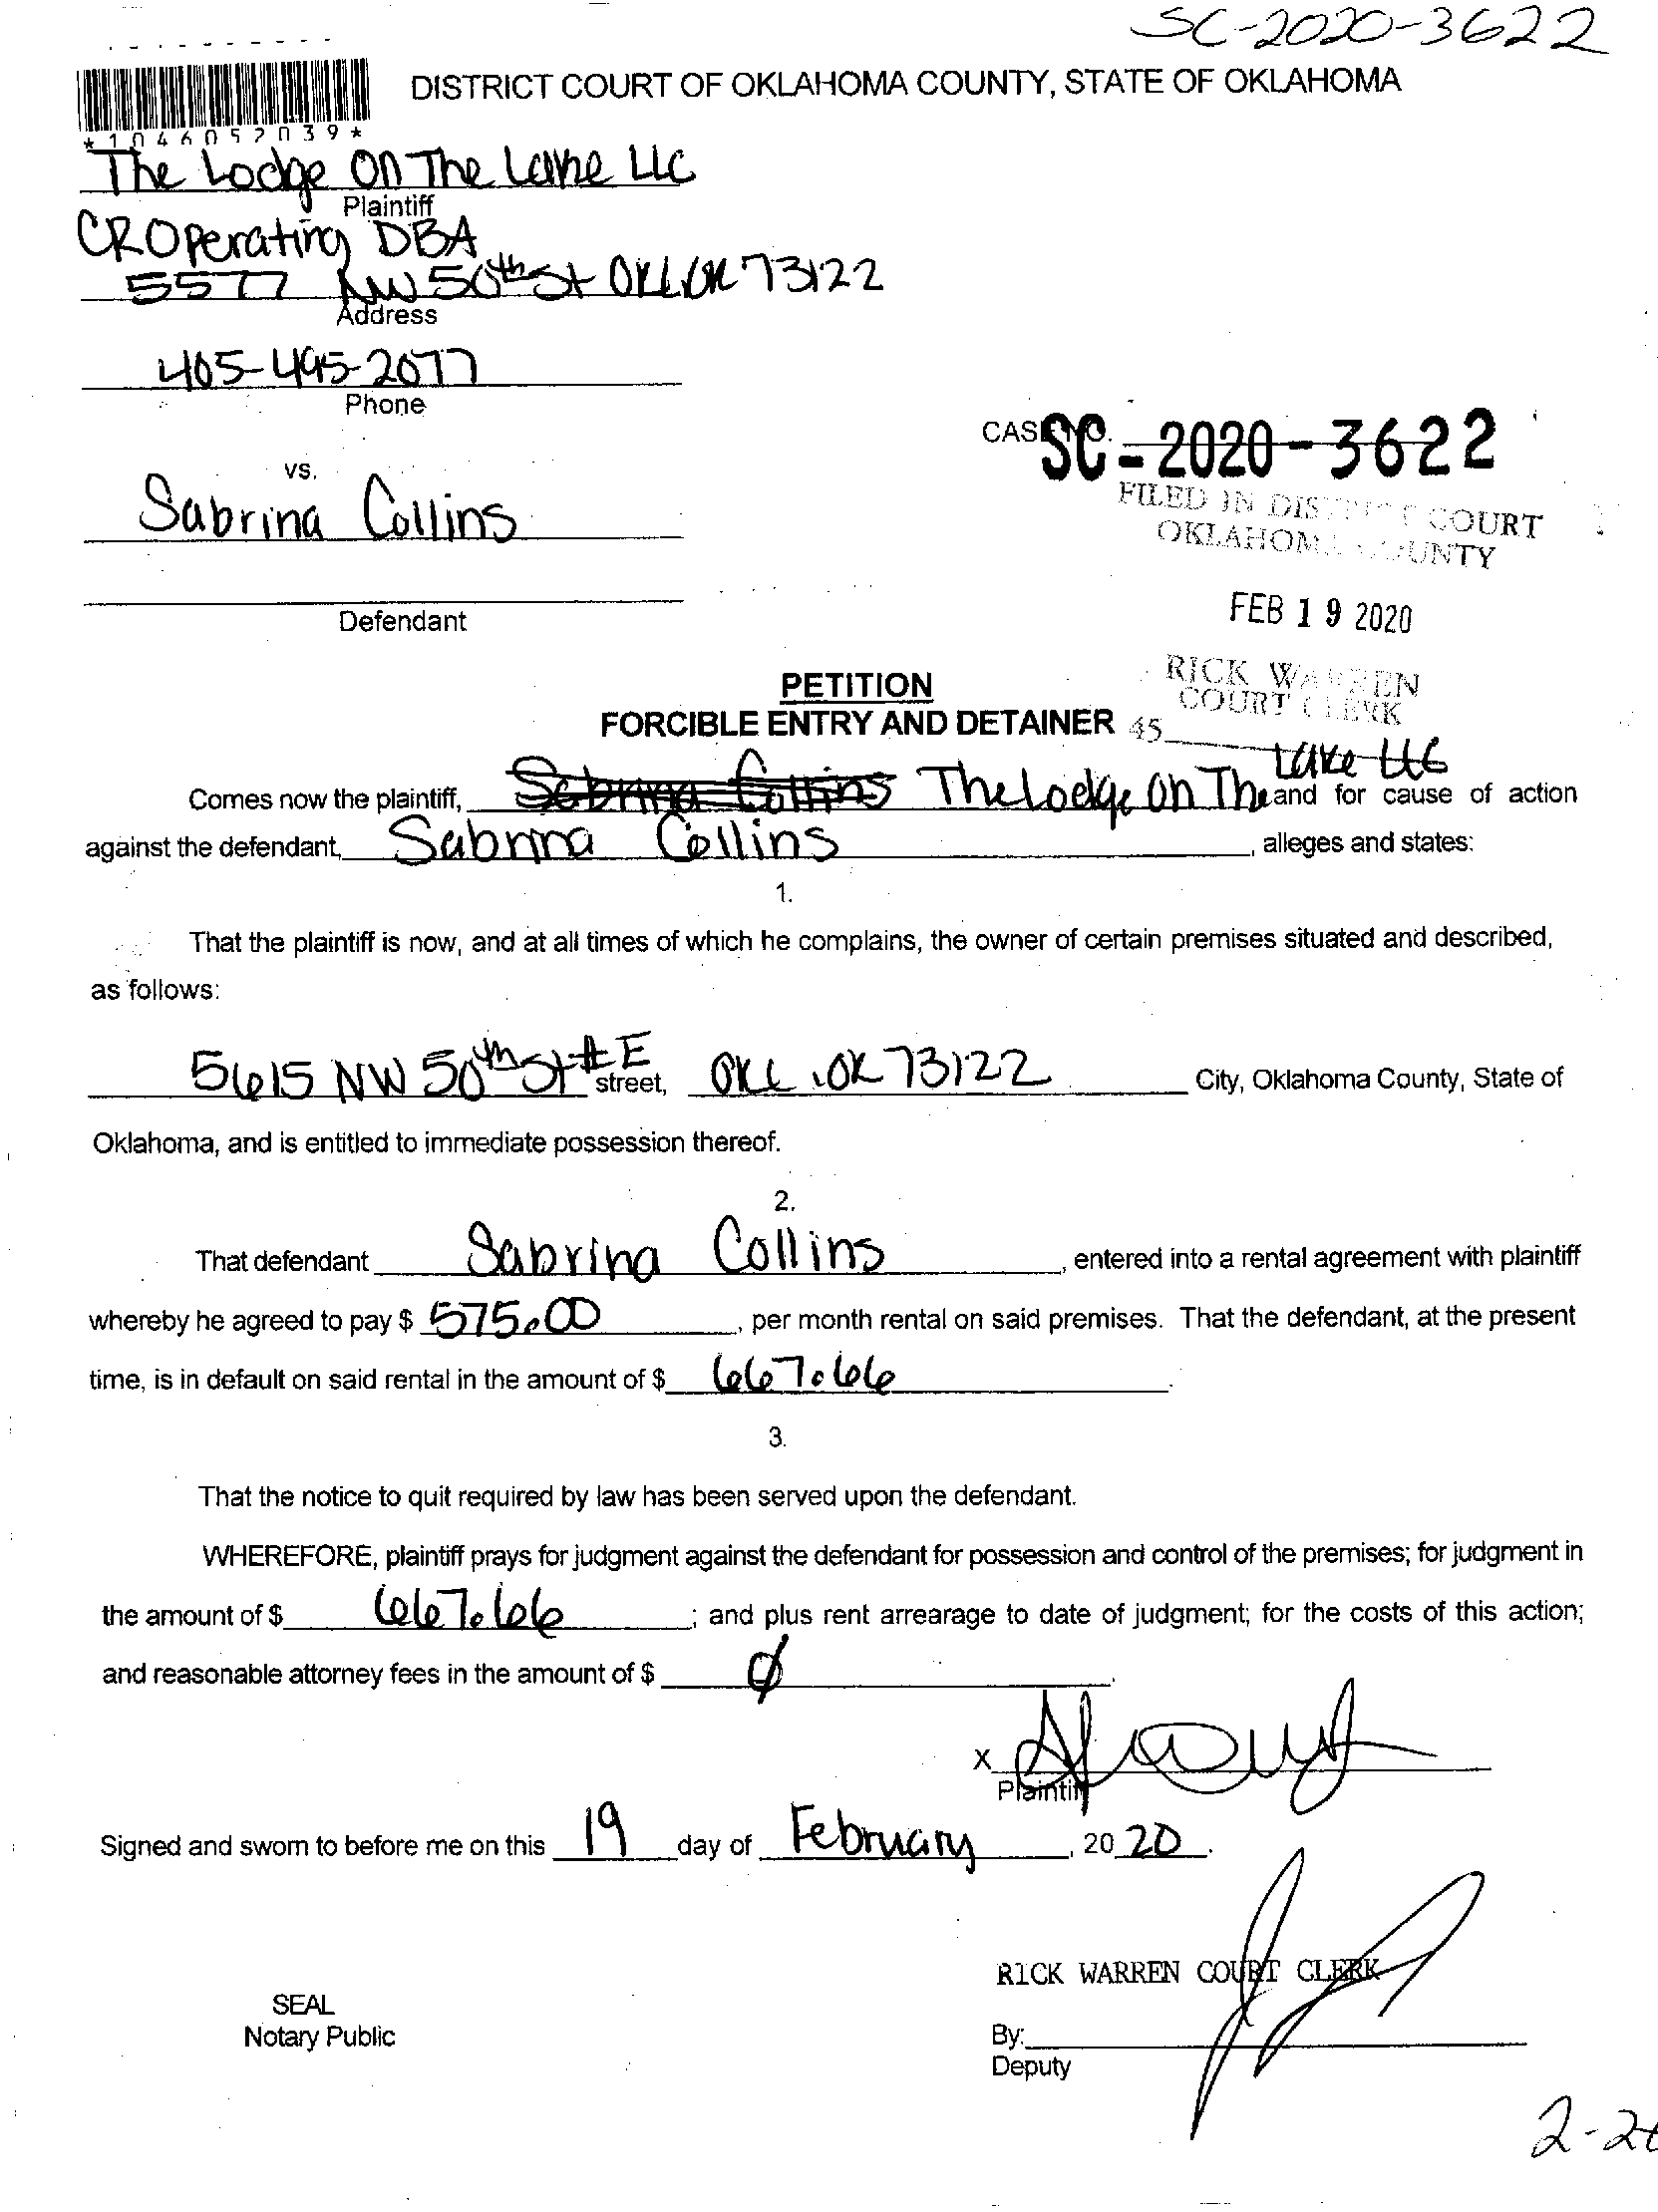 SC-2020-3622
DISTRICT COURT OF OKLAHOMA COUNTY, STATE OF OKLAHOMA
*1046052039*
The Lodge On The Lake LLC
Plaintiff
CR Operating DBA
5577 NW 50th St OKC, OK 73122
Address
405-495-2077
Phone
CASE NO. SC-2020-3622
vs.
FILED IN DISTRICT COURT
Sabrina Collins
OKLAHOMA COUNTY
FEB 19 2020
Defendant
RICK WARREN
PETITION
COURT CLERK
FORCIBLE ENTRY AND DETAINER
45
Lake LLC
Comes now the plaintiff, Sabrina Collins The Lodge On The and for cause of action
against the defendant, Sabrina Collins, alleges and states:
1.
That the plaintiff is now, and at all times of which he complains, the owner of certain premises situated and described,
as follows:
5615 NW 50th St #E street, OKC, OK 73122 City, Oklahoma County, State of
Oklahoma, and is entitled to immediate possession thereof.
2.
That defendant Sabrina Collins, entered into a rental agreement with plaintiff
whereby he agreed to pay $ 575.00, per month rental on said premises. That the defendant, at the present
time, is in default on said rental in the amount of $ 667.66.
3.
That the notice to quit required by law has been served upon the defendant.
WHEREFORE, plaintiff prays for judgment against the defendant for possession and control of the premises; for judgment in
the amount of $ 667.66; and plus rent arrearage to date of judgment; for the costs of this action;
and reasonable attorney fees in the amount of $ Ø.
X
Plaintiff
Signed and sworn to before me on this 19 day of February, 2020.
RICK WARREN COURT CLERK
SEAL
Notary Public
By:
Deputy